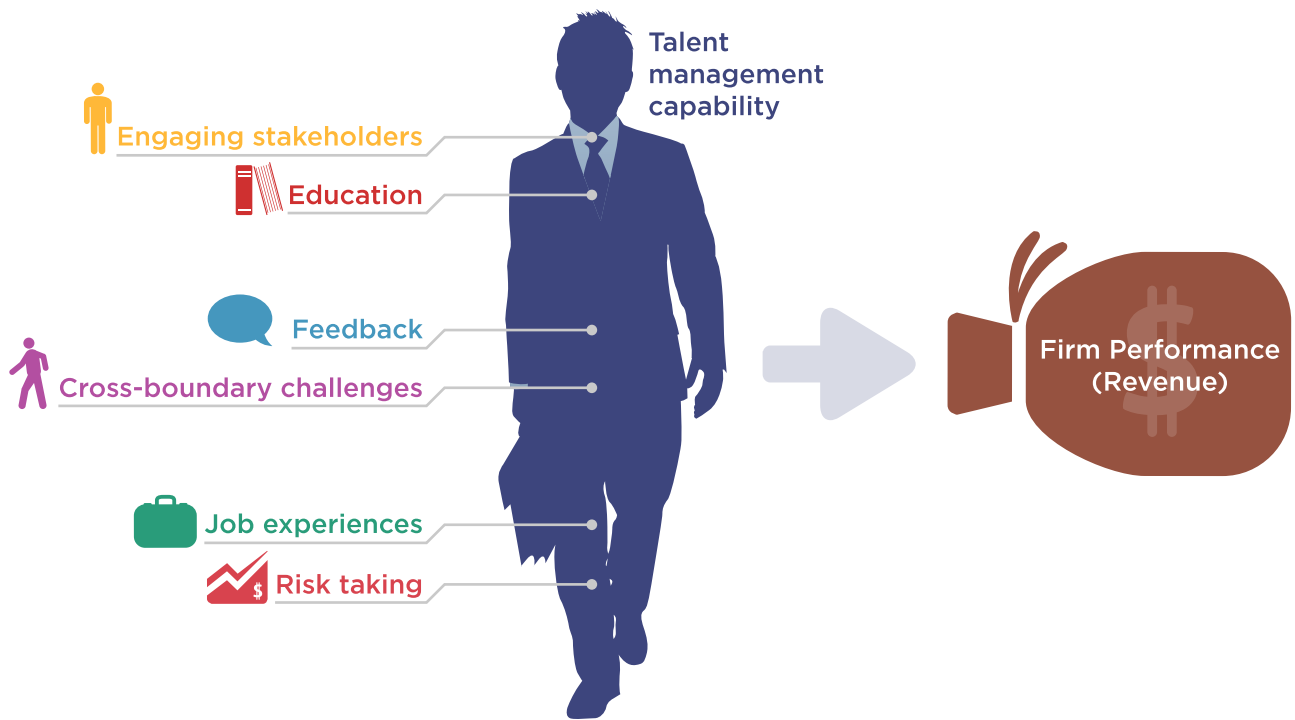 Talent
management
capability
Engaging stakeholders
Education
Feedback
Cross-boundary challenges
Job experiences
$
Risk taking
$
Firm Performance
(Revenue)